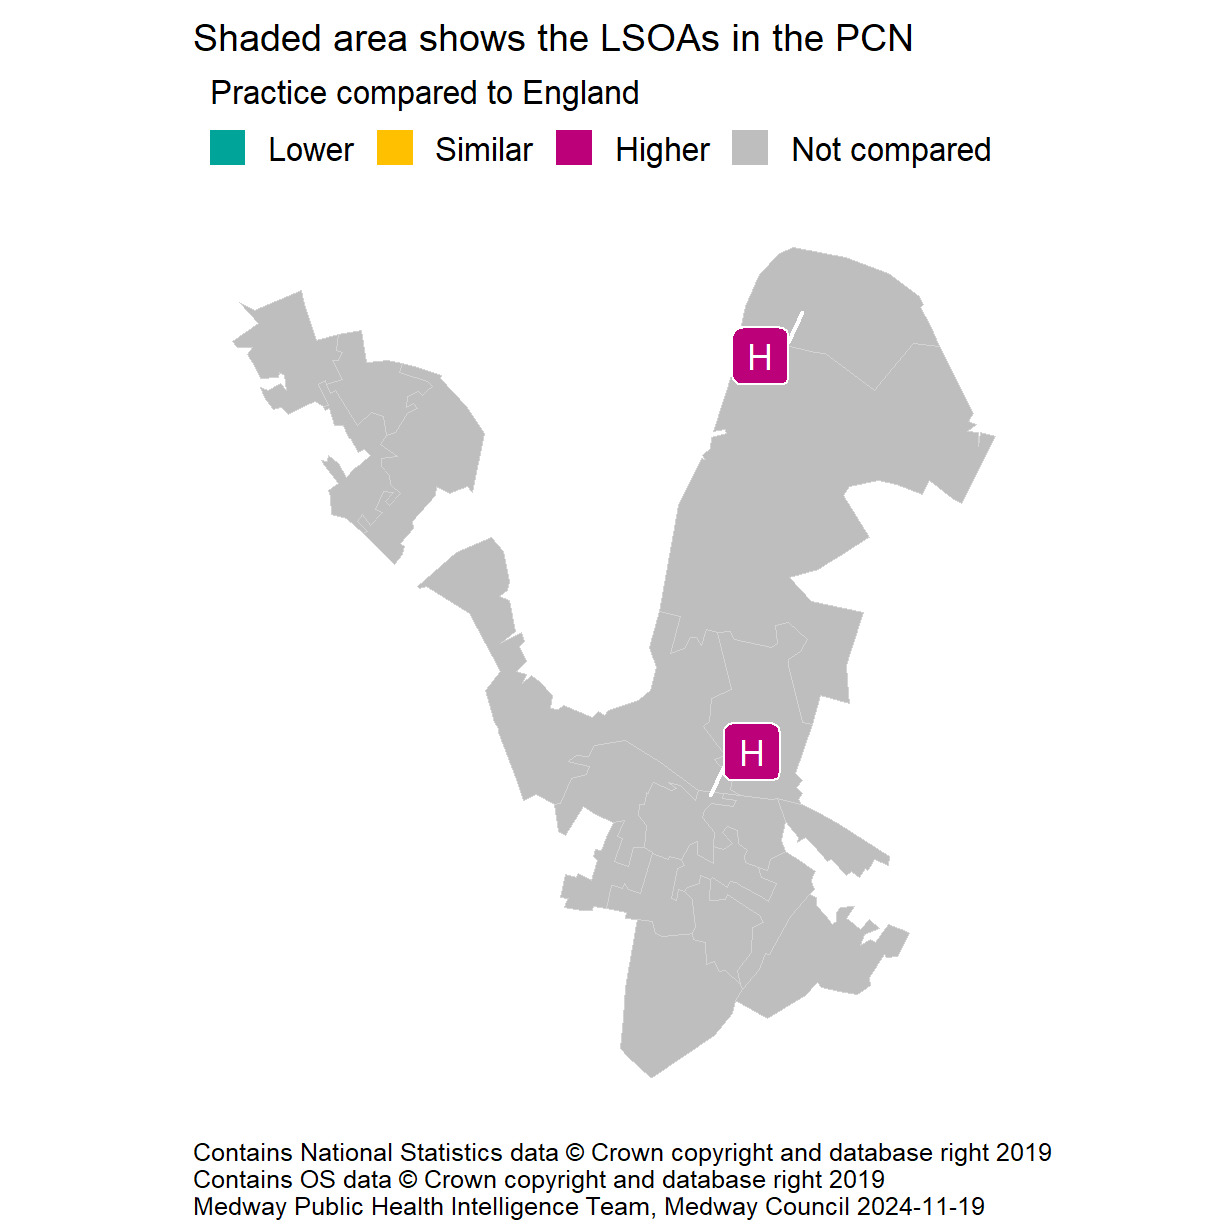 Shaded area shows the LSOAs in the PCN
Practice compared to England
Lower Similar Higher Not compared
H
H
Contains National Statistics data © Crown copyright and database right 2019
Contains OS data © Crown copyright and database right 2019
Medway Public Health Intelligence Team, Medway Council 2024-11-19